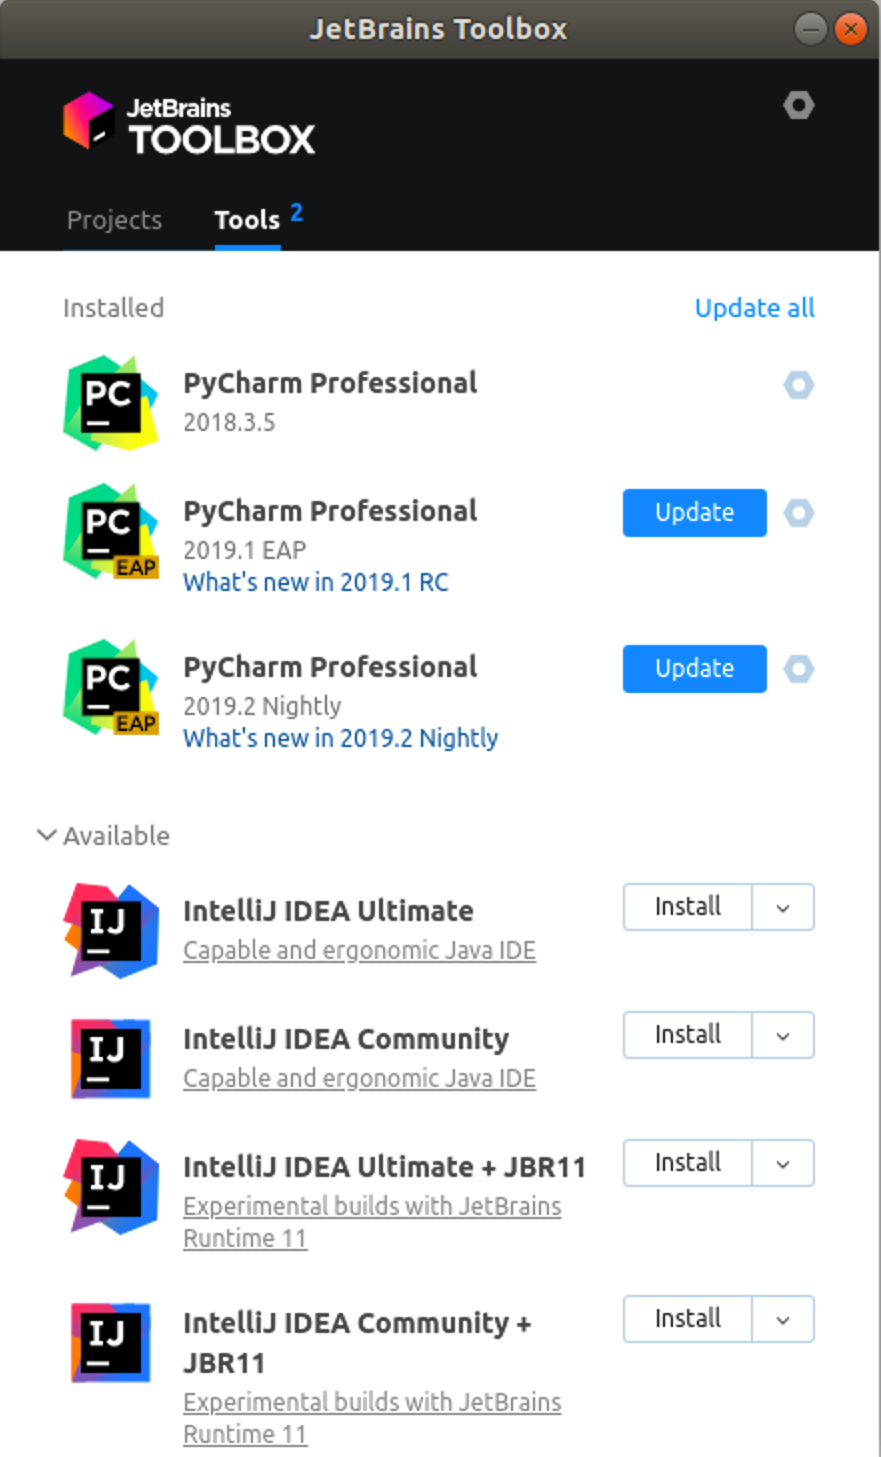 JetBrains Toolbox
JetBrains
TOOLBOX
Projects
Tools 2
Installed
Update all
PC
PyCharm Professional
2018.3.5
PC
EAP
PyCharm Professional
2019.1 EAP
What's new in 2019.1 RC
Update
PC
EAP
PyCharm Professional
2019.2 Nightly
What's new in 2019.2 Nightly
Update
Available
IJ
IntelliJ IDEA Ultimate
Capable and ergonomic Java IDE
Install
IJ
IntelliJ IDEA Community
Capable and ergonomic Java IDE
Install
IJ
IntelliJ IDEA Ultimate + JBR11
Experimental builds with JetBrains
Runtime 11
Install
IJ
IntelliJ IDEA Community +
JBR11
Experimental builds with JetBrains
Runtime 11
Install